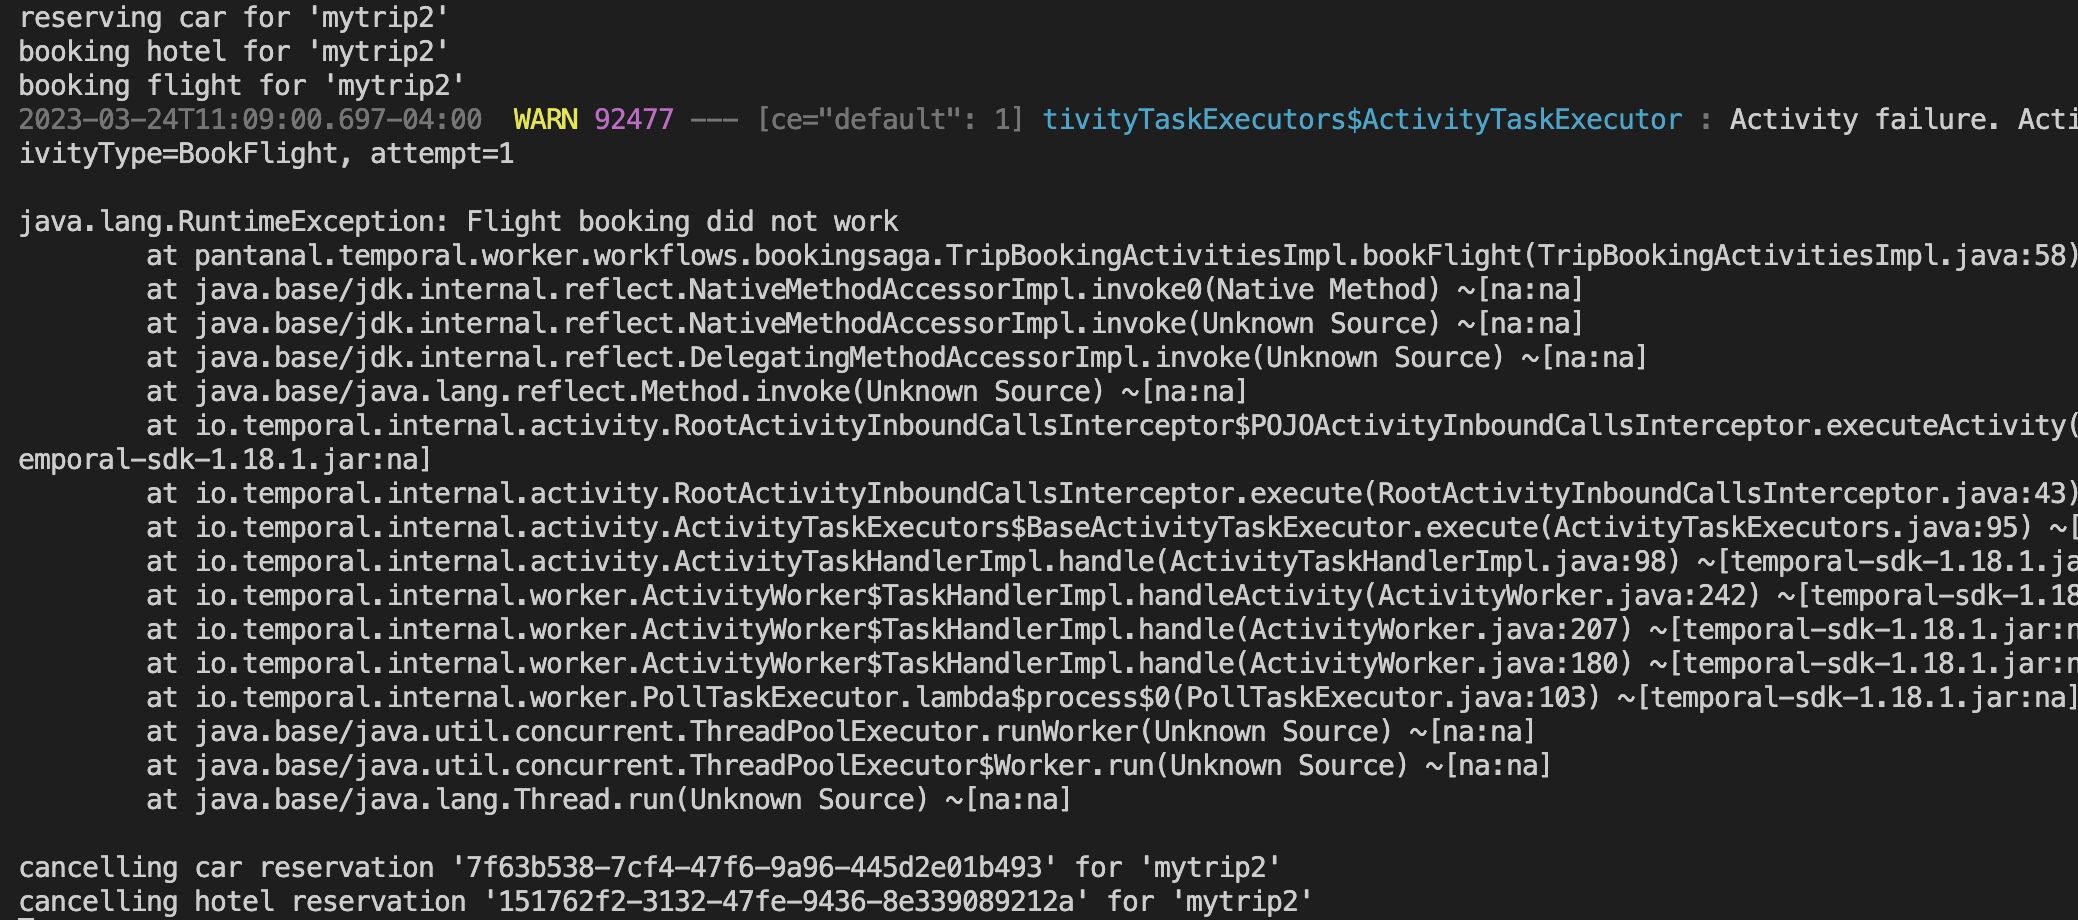 reserving car for 'mytrip2'
booking hotel for 'mytrip2'
booking flight for 'mytrip2'
2023-03-24T11:09:00.697-04:00  WARN 92477 --- [ce="default": 1] tivityTaskExecutors$ActivityTaskExecutor : Activity failure. Acti
ivityType=BookFlight, attempt=1
java.lang.RuntimeException: Flight booking did not work
        at pantanal.temporal.worker.workflows.bookingsaga.TripBookingActivitiesImpl.bookFlight(TripBookingActivitiesImpl.java:58)
        at java.base/jdk.internal.reflect.NativeMethodAccessorImpl.invoke0(Native Method) ~[na:na]
        at java.base/jdk.internal.reflect.NativeMethodAccessorImpl.invoke(Unknown Source) ~[na:na]
        at java.base/jdk.internal.reflect.DelegatingMethodAccessorImpl.invoke(Unknown Source) ~[na:na]
        at java.base/java.lang.reflect.Method.invoke(Unknown Source) ~[na:na]
        at io.temporal.internal.activity.RootActivityInboundCallsInterceptor$POJOActivityInboundCallsInterceptor.executeActivity(
emporal-sdk-1.18.1.jar:na]
        at io.temporal.internal.activity.RootActivityInboundCallsInterceptor.execute(RootActivityInboundCallsInterceptor.java:43)
        at io.temporal.internal.activity.ActivityTaskExecutors$BaseActivityTaskExecutor.execute(ActivityTaskExecutors.java:95) ~[
        at io.temporal.internal.activity.ActivityTaskHandlerImpl.handle(ActivityTaskHandlerImpl.java:98) ~[temporal-sdk-1.18.1.ja
        at io.temporal.internal.worker.ActivityWorker$TaskHandlerImpl.handleActivity(ActivityWorker.java:242) ~[temporal-sdk-1.18
        at io.temporal.internal.worker.ActivityWorker$TaskHandlerImpl.handle(ActivityWorker.java:207) ~[temporal-sdk-1.18.1.jar:n
        at io.temporal.internal.worker.ActivityWorker$TaskHandlerImpl.handle(ActivityWorker.java:180) ~[temporal-sdk-1.18.1.jar:n
        at io.temporal.internal.worker.PollTaskExecutor.lambda$process$0(PollTaskExecutor.java:103) ~[temporal-sdk-1.18.1.jar:na]
        at java.base/java.util.concurrent.ThreadPoolExecutor.runWorker(Unknown Source) ~[na:na]
        at java.base/java.util.concurrent.ThreadPoolExecutor$Worker.run(Unknown Source) ~[na:na]
        at java.base/java.lang.Thread.run(Unknown Source) ~[na:na]
cancelling car reservation '7f63b538-7cf4-47f6-9a96-445d2e01b493' for 'mytrip2'
cancelling hotel reservation '151762f2-3132-47fe-9436-8e339089212a' for 'mytrip2'